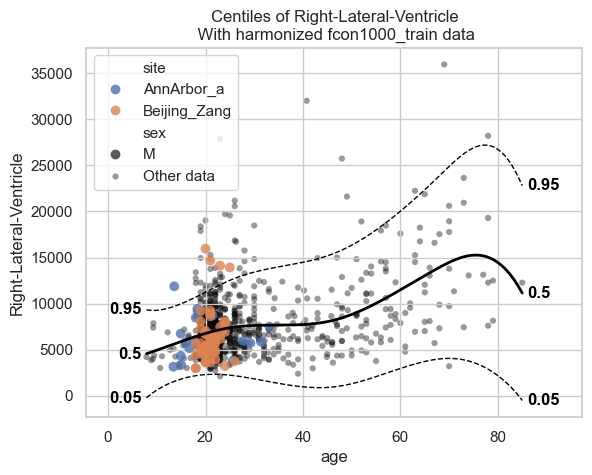 Centiles of Right-Lateral-Ventricle
With harmonized fcon1000_train data
Right-Lateral-Ventricle
35000
30000
25000
20000
15000
10000
5000
0
site
AnnArbor_a
Beijing_Zang
sex
M
Other data
0.95
0.5
0.05
0.95
0.5
0.05
0
20
40
60
80
age